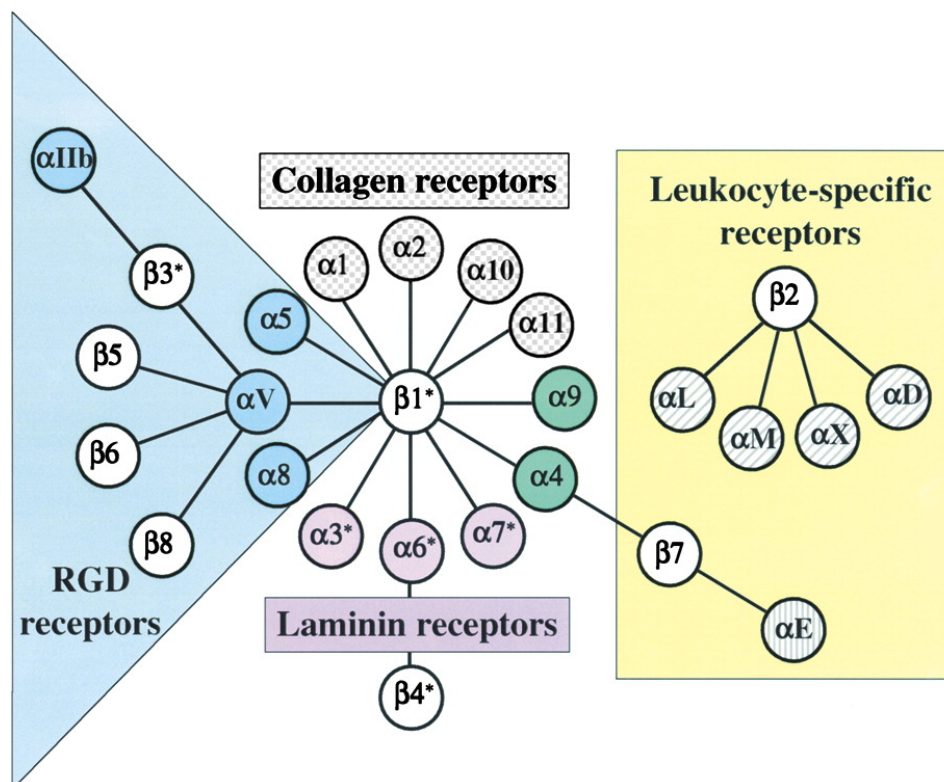 αIIb
Collagen receptors
Leukocyte-specific
receptors
α2
α1
α10
β3*
β2
α5
α11
β5
αV
β1*
α9
αL
αD
αM
αX
β6
α8
α4
β8
α3*
α6*
α7*
β7
RGD
receptors
Laminin receptors
αE
β4*